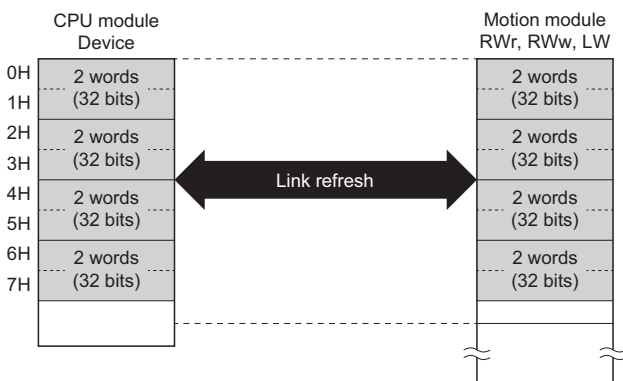 CPU module
Device
Motion module
RWr, RWw, LW
0H
1H
2H
3H
4H
5H
6H
7H
2 words
(32 bits)
2 words
(32 bits)
2 words
(32 bits)
2 words
(32 bits)
Link refresh
2 words
(32 bits)
2 words
(32 bits)
2 words
(32 bits)
2 words
(32 bits)